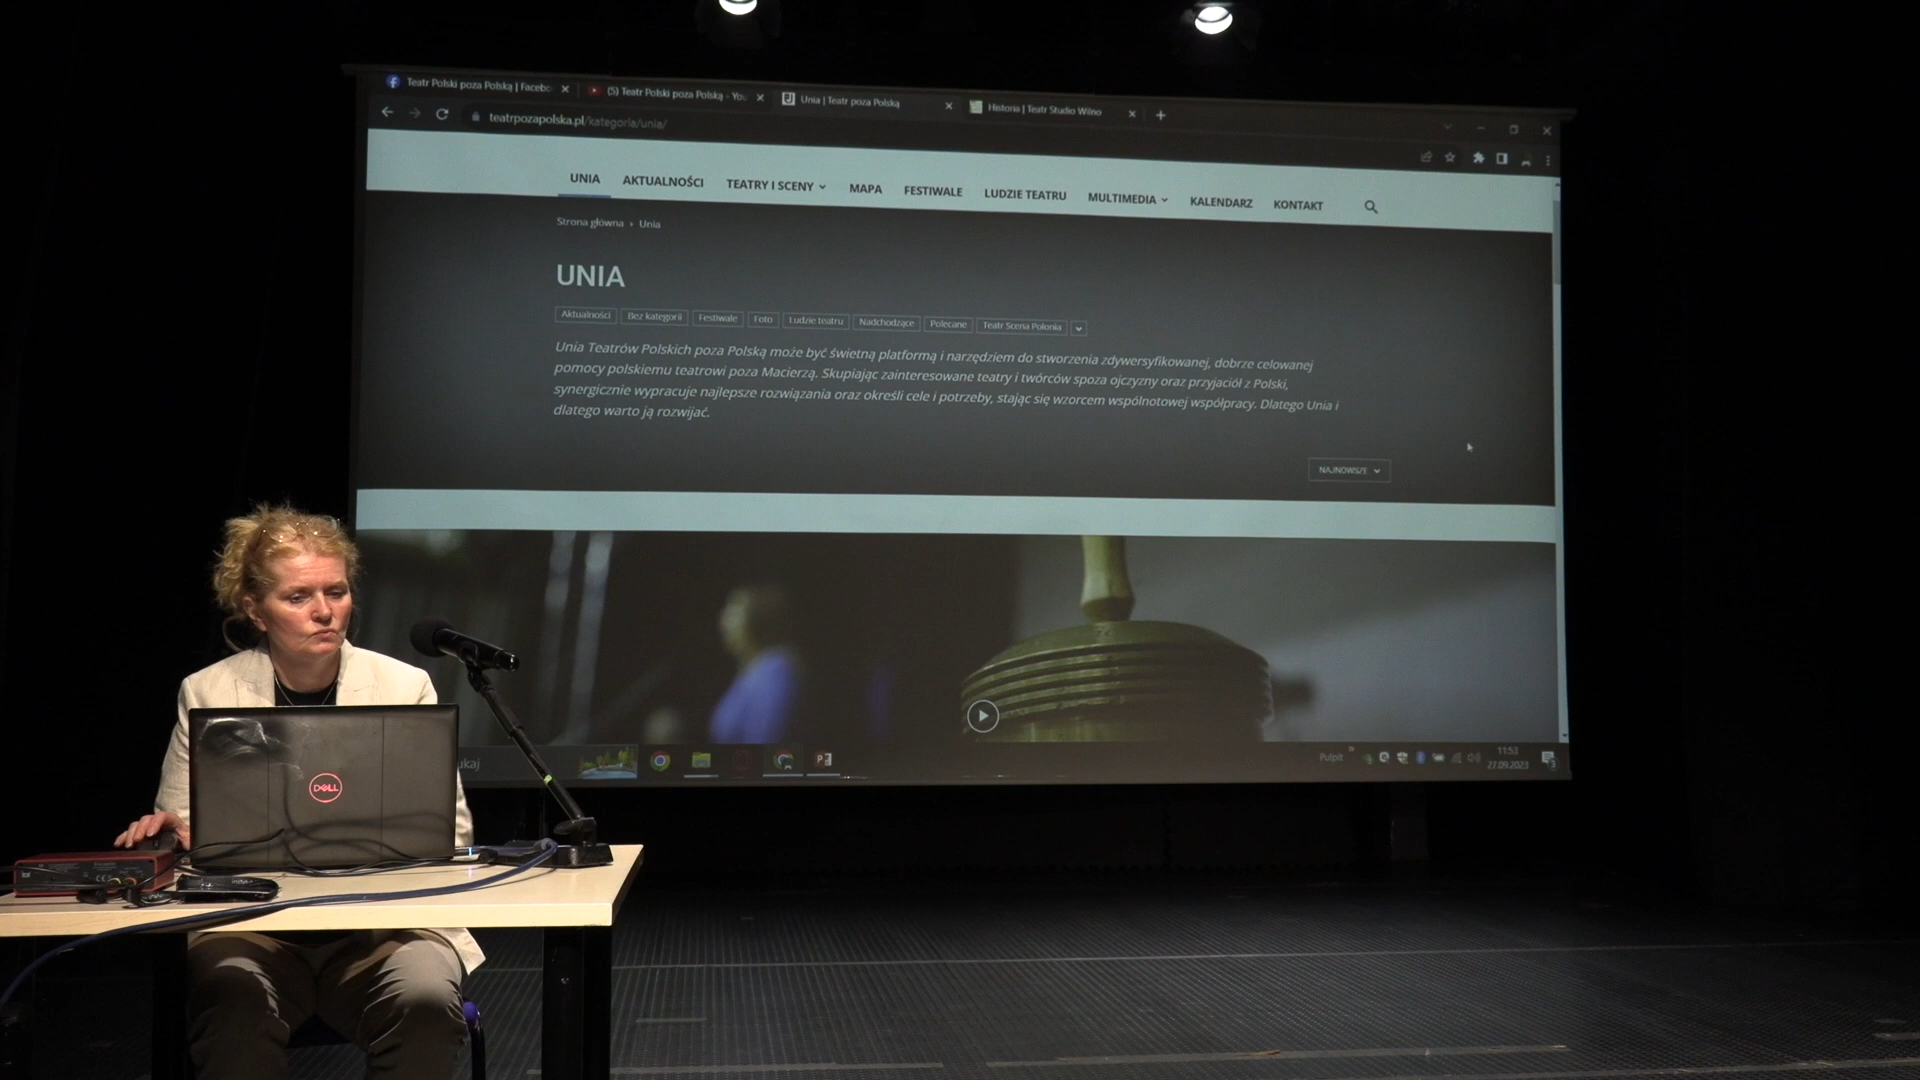 Teatr Polski poza Polską | Facebo
(5) Teatr Polski poza Polską - You
Unia | Teatr poza Polską
Historia | Teatr Studio Wilno
teatrpozapolska.pl/kategoria/unia/
UNIA AKTUALNOŚCI TEATRY I SCENY MAPA FESTIWALE LUDZIE TEATRU MULTIMEDIA KALENDARZ KONTAKT
Strona główna › Unia
UNIA
Aktualności Bez kategorii Festiwale Foto Ludzie teatru Nadchodzące Polecane Teatr Scena Polonia
Unia Teatrów Polskich poza Polską może być świetną platformą i narzędziem do stworzenia zdywersyfikowanej, dobrze celowanej
pomocy polskiemu teatrowi poza Macierzą. Skupiając zainteresowane teatry i twórców spoza ojczyzny oraz przyjaciół z Polski,
synergicznie wypracuje najlepsze rozwiązania oraz określi cele i potrzeby, stając się wzorcem wspólnotowej współpracy. Dlatego Unia i
dlatego warto ją rozwijać.
NAJNOWSZE
ukaj
Pulpit
11:53
27.09.2023
DELL